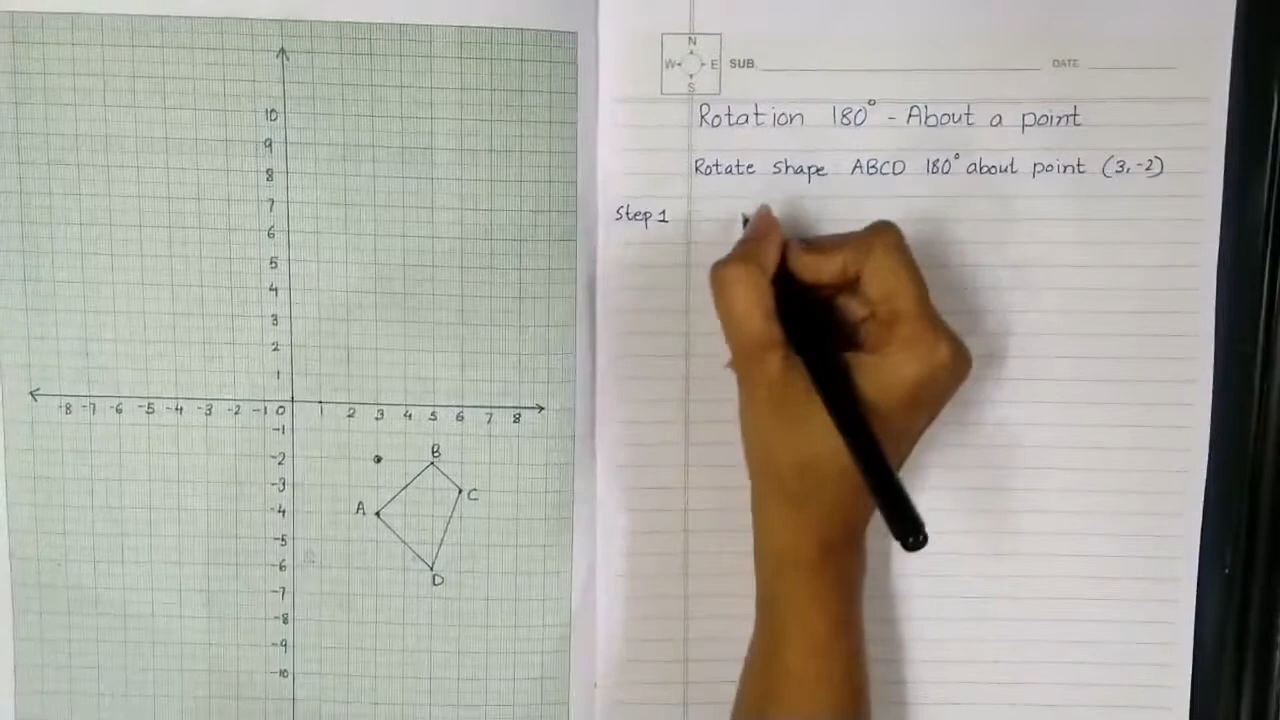 N
W E SUB. DATE
S
Rotation 180° - About a point
Rotate shape ABCD 180° about point (3,-2)
Step 1
10
9
8
7
6
5
4
3
2
1
-8 -7 -6 -5 -4 -3 -2 -1 0 1 2 3 4 5 6 7 8
-1
-2 B
-3 C
-4 A
-5
-6 D
-7
-8
-9
-10